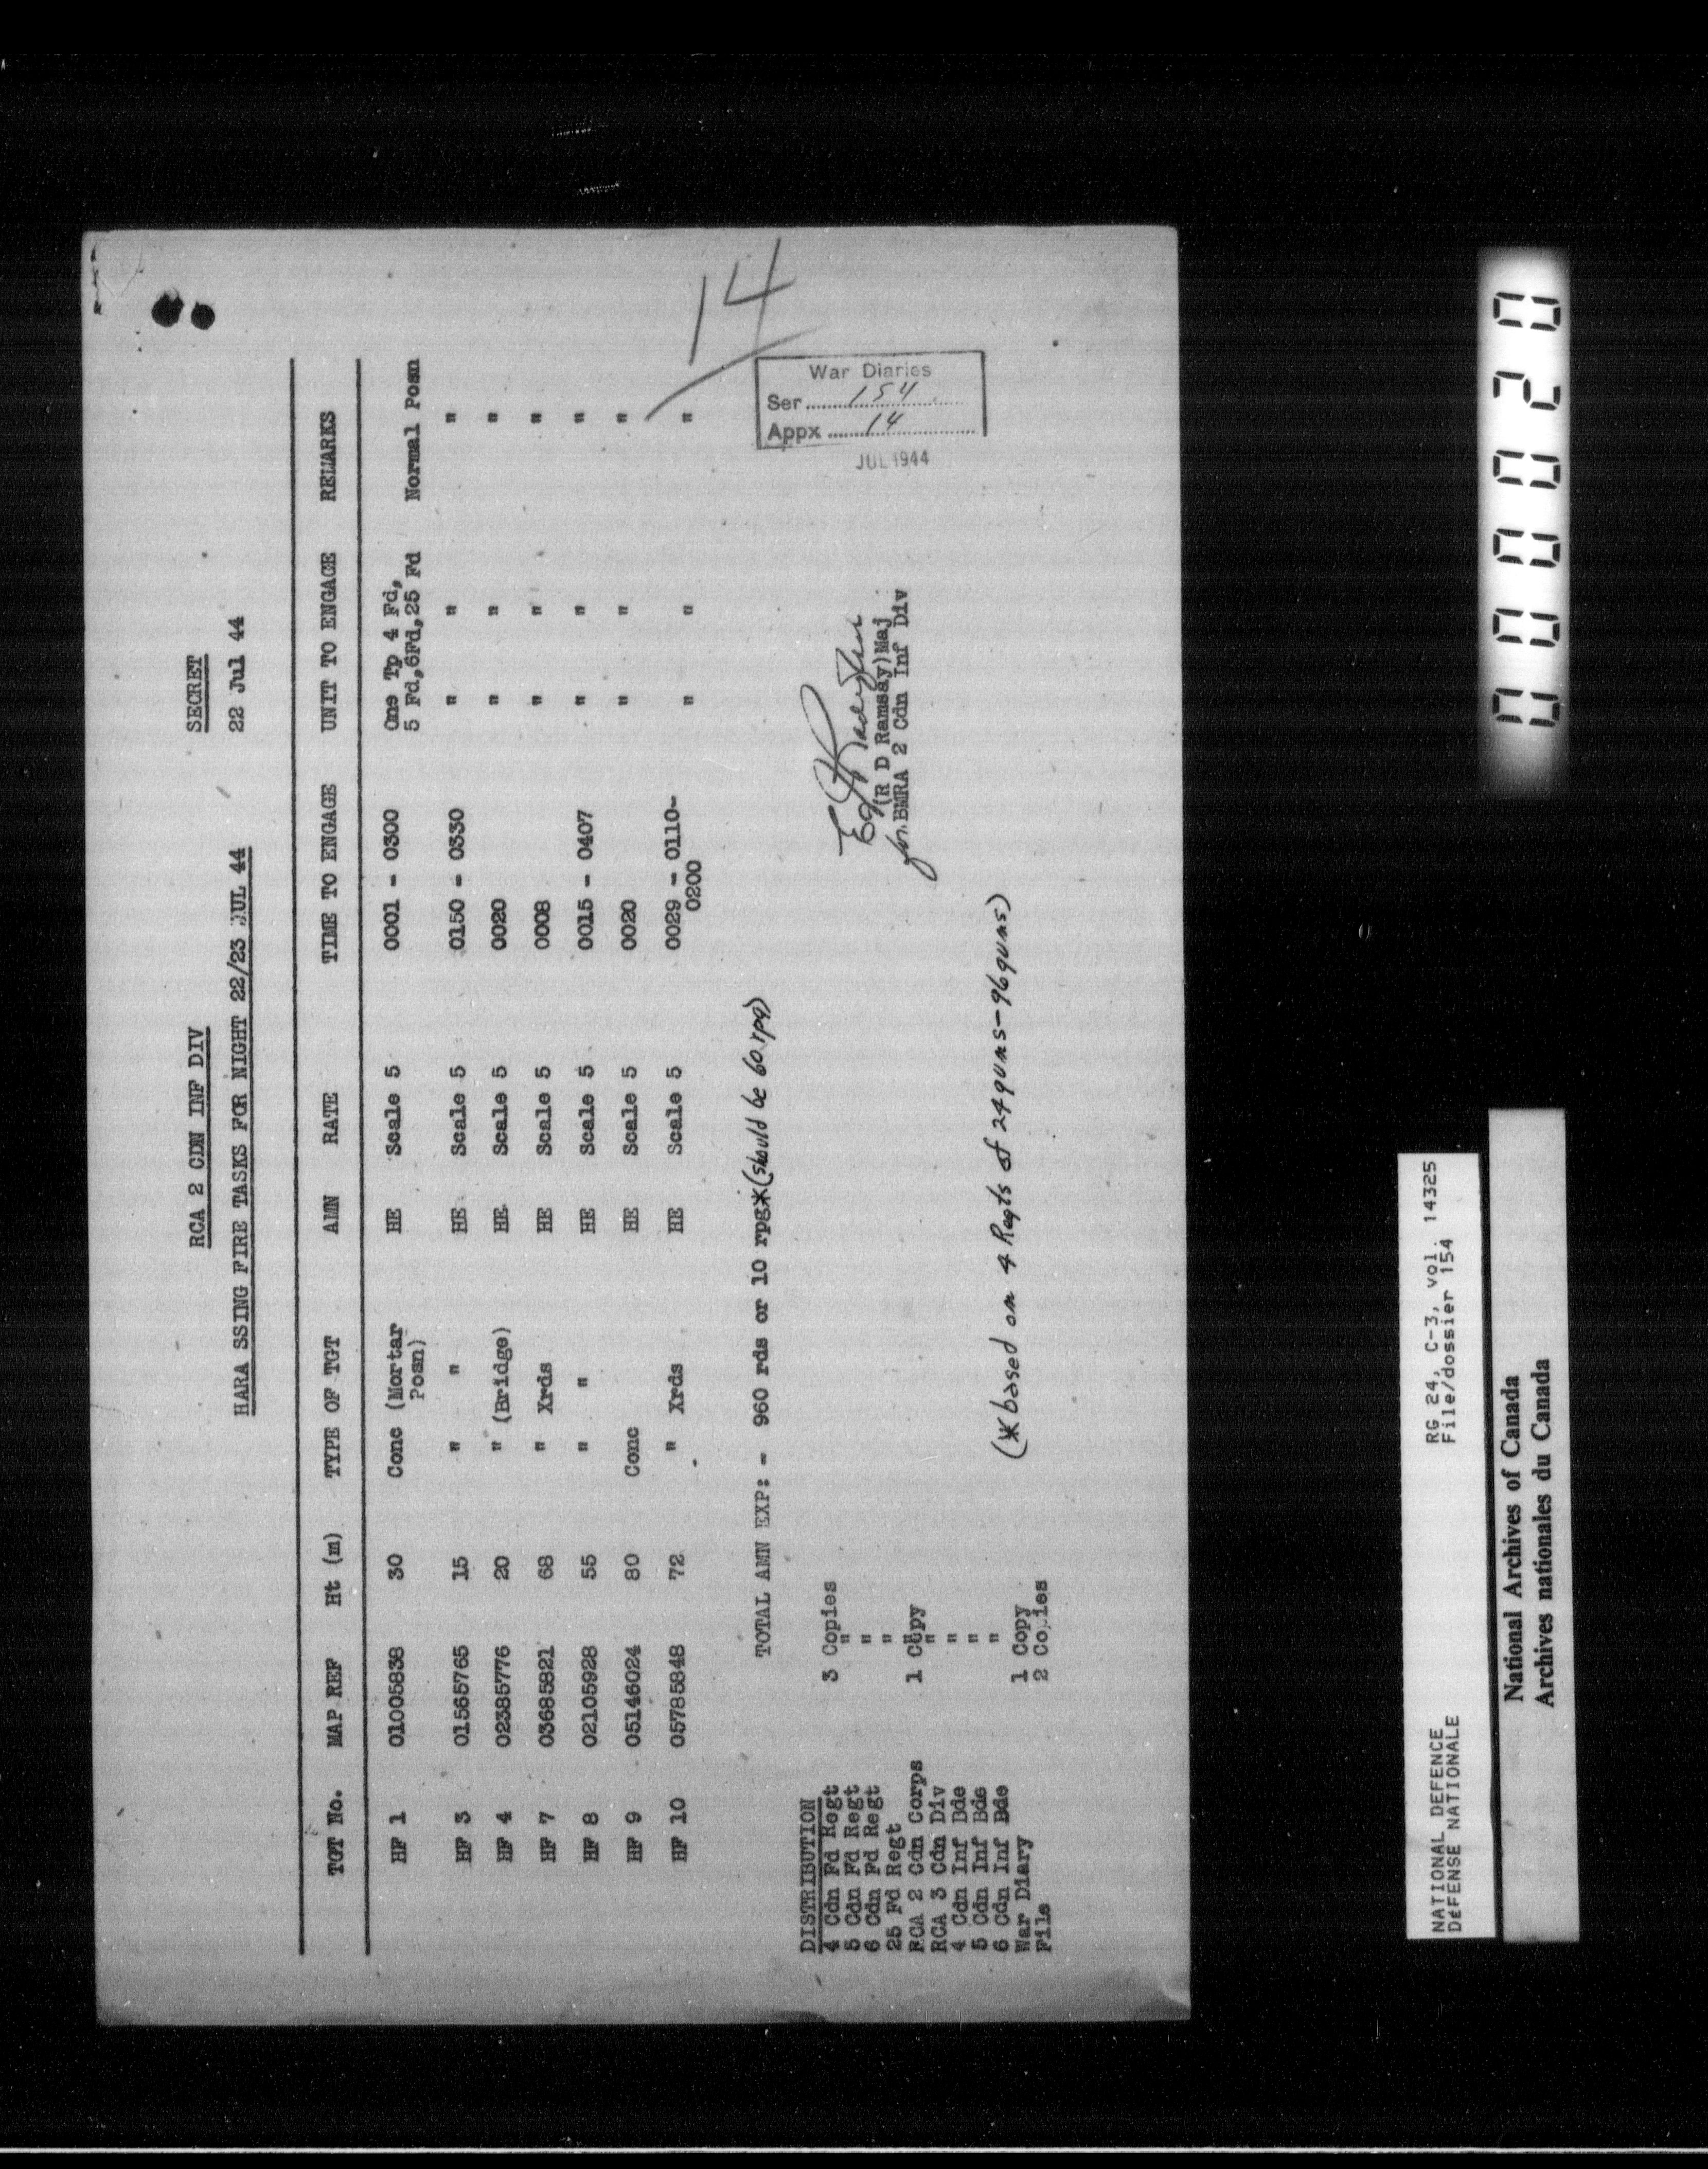 RCA 2 CDN INF DIV SECRET
HARA SSING FIRE TASKS FOR NIGHT 22/23 JUL 44 22 Jul 44
TGT No. MAP REF Ht (m) TYPE OF TGT AMN RATE TIME TO ENGAGE UNIT TO ENGAGE REMARKS
HF 1 01005838 30 Conc (Mortar HE Scale 5 0001 - 0300 One Tp 4 Fd,
Posn) 5 Fd,6Fd,25 Fd Normal Posn
HF 3 01565765 15 " " HE Scale 5 0150 - 0330 " " "
HF 4 02385776 20 " (Bridge) HE Scale 5 0020 " " "
HF 7 03685821 68 " Xrds HE Scale 5 0008 " " "
HF 8 02105928 55 " " HE Scale 5 0015 - 0407 " " "
HF 9 05146024 80 Conc HE Scale 5 0020 " " "
HF 10 05785848 72 " Xrds HE Scale 5 0029 - 0110- " " "
0200
14
TOTAL AMN EXP: - 960 rds or 10 rpg*(should be 60 rpg)
War Diaries
Ser 154
Appx 14
JUL 1944
DISTRIBUTION
4 Cdn Fd Regt 3 Copies
5 Cdn Fd Regt "
6 Cdn Fd Regt "
25 Fd Regt "
RCA 2 Cdn Corps 1 Copy
RCA 3 Cdn Div "
4 Cdn Inf Bde "
5 Cdn Inf Bde "
6 Cdn Inf Bde "
War Diary 1 Copy
File 2 Copies
(R D Ramsay)Maj
for BMRA 2 Cdn Inf Div
(* based on 4 Regts of 24 guns-96 guns)
NATIONAL DEFENCE RG 24, C-3, vol. 14325
DÉFENSE NATIONALE File/dossier 154
National Archives of Canada
Archives nationales du Canada
000020